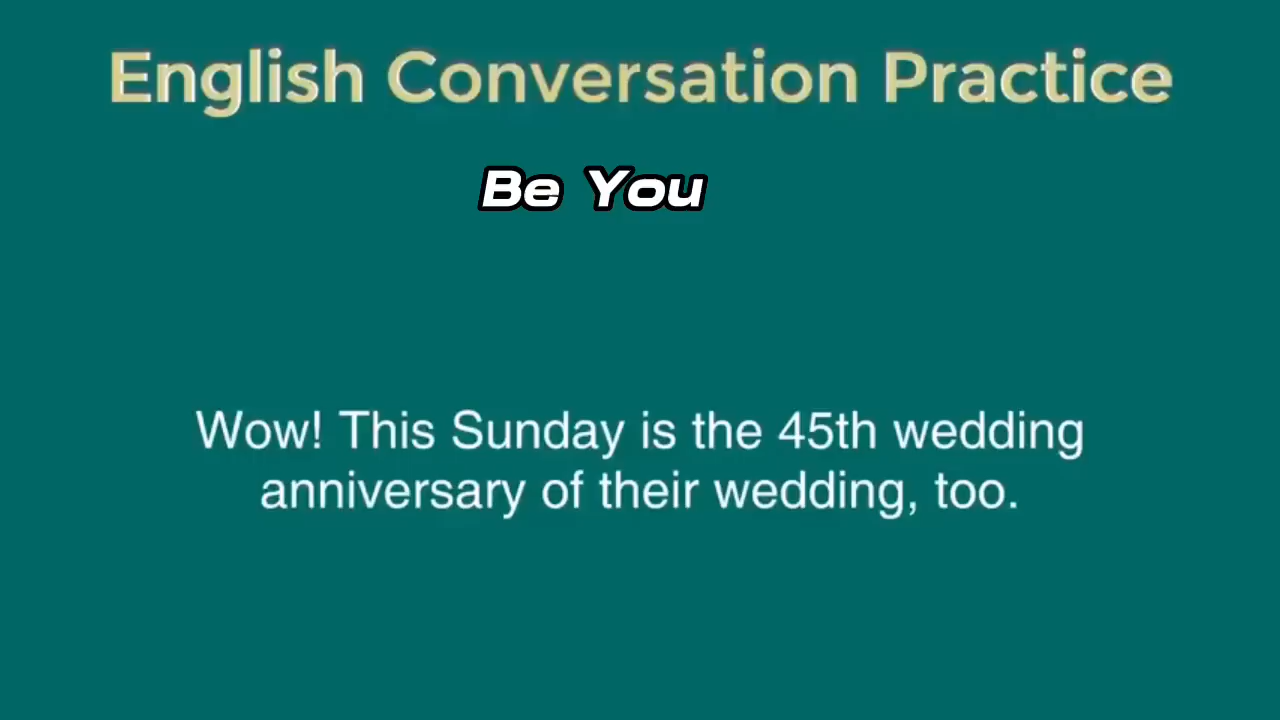 English Conversation Practice
Be You
Wow! This Sunday is the 45th wedding
anniversary of their wedding, too.